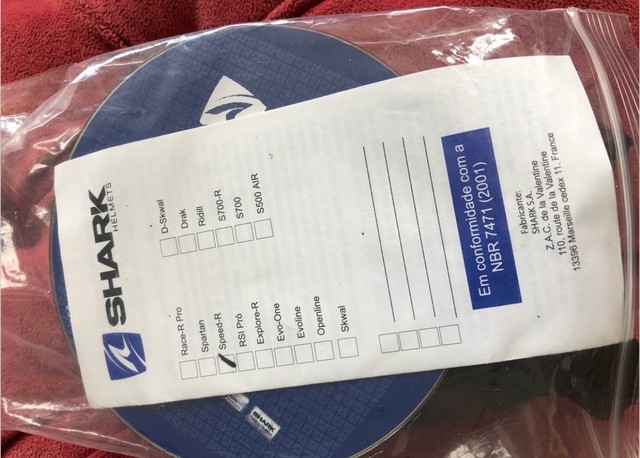 SHARK
HELMETS
Race-R Pro
Spartan
Speed-R
RSI Pró
Explore-R
Evo-One
Evoline
Openline
Skwal
D-Skwal
Drak
Ridill
S700-R
S700
S500 AIR
Em conformidade com a
NBR 7471 (2001)
Fabricante:
SHARK S.A.
Z.A.C. de la Valentine
110, route de la Valentine
13396 Marseille cedex 11. France
SHARK